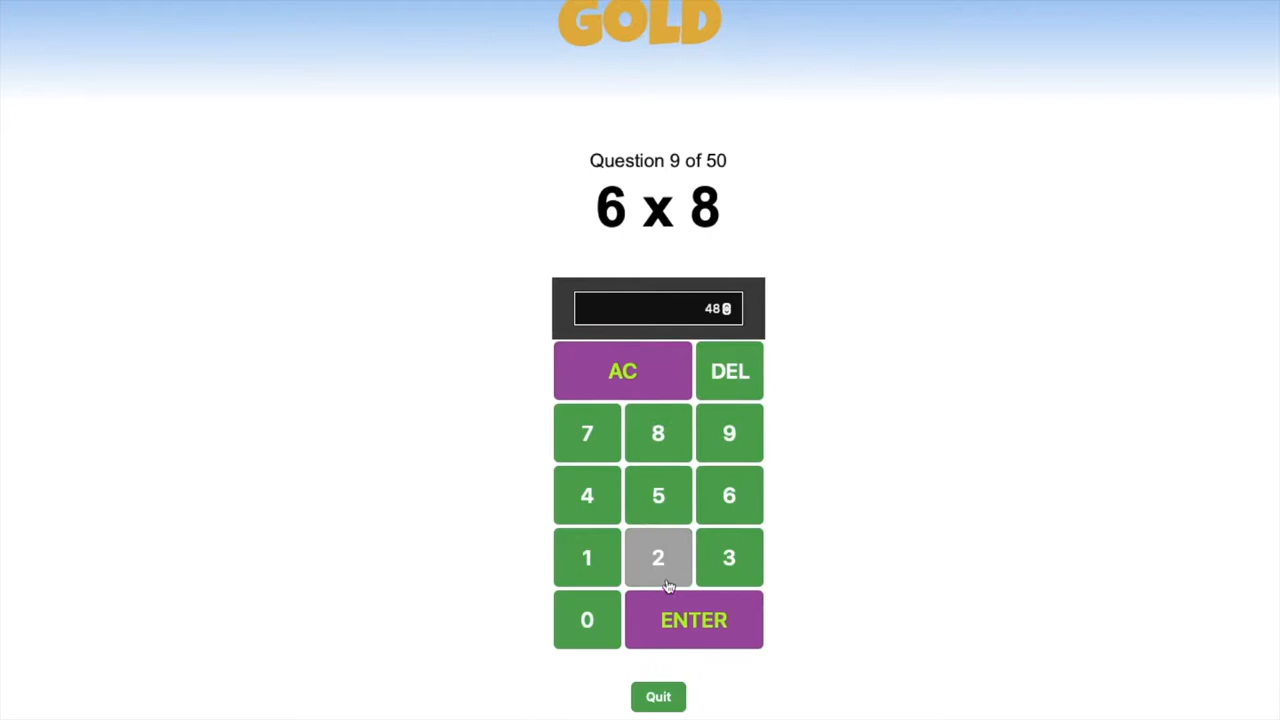 GOLD
Question 9 of 50
6 x 8
48
AC DEL
7 8 9
4 5 6
1 2 3
0 ENTER
Quit